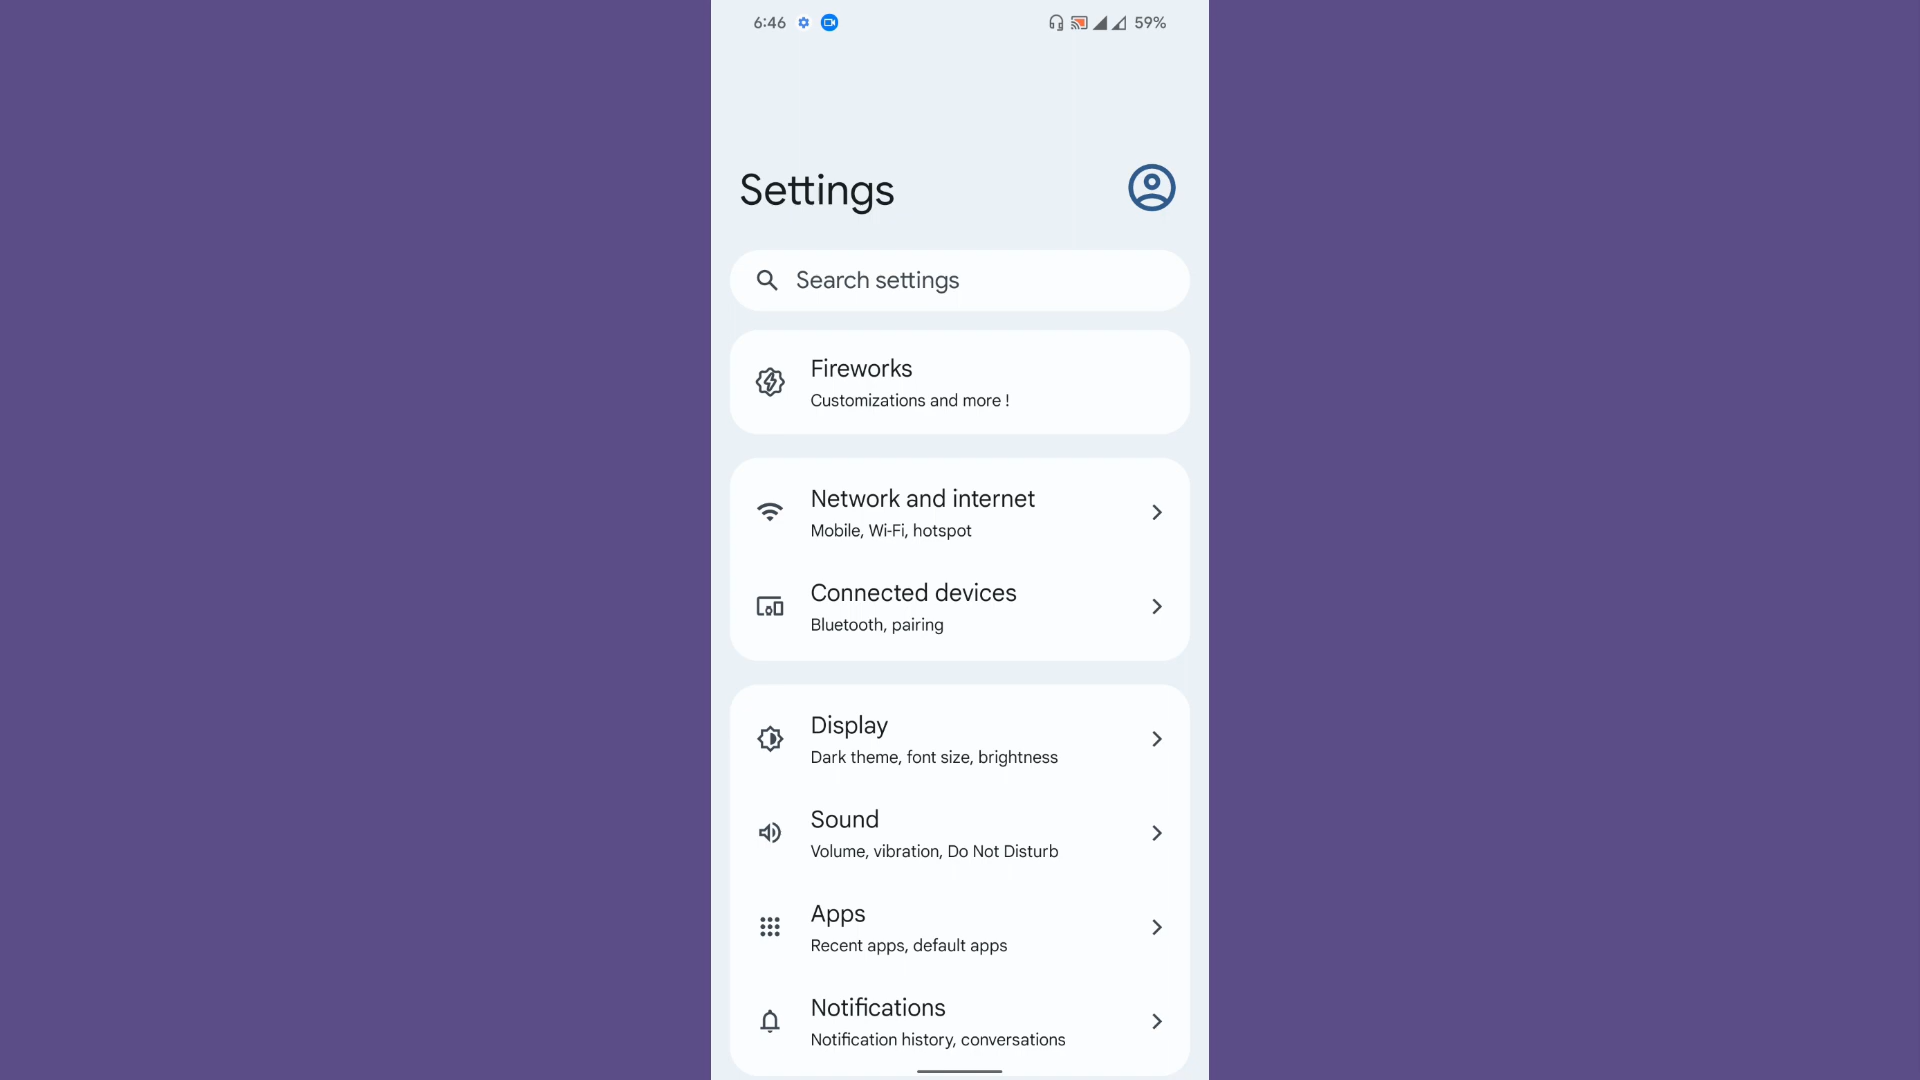 6:46
59%
Settings
Search settings
Fireworks
Customizations and more !
Network and internet
Mobile, Wi-Fi, hotspot
Connected devices
Bluetooth, pairing
Display
Dark theme, font size, brightness
Sound
Volume, vibration, Do Not Disturb
Apps
Recent apps, default apps
Notifications
Notification history, conversations